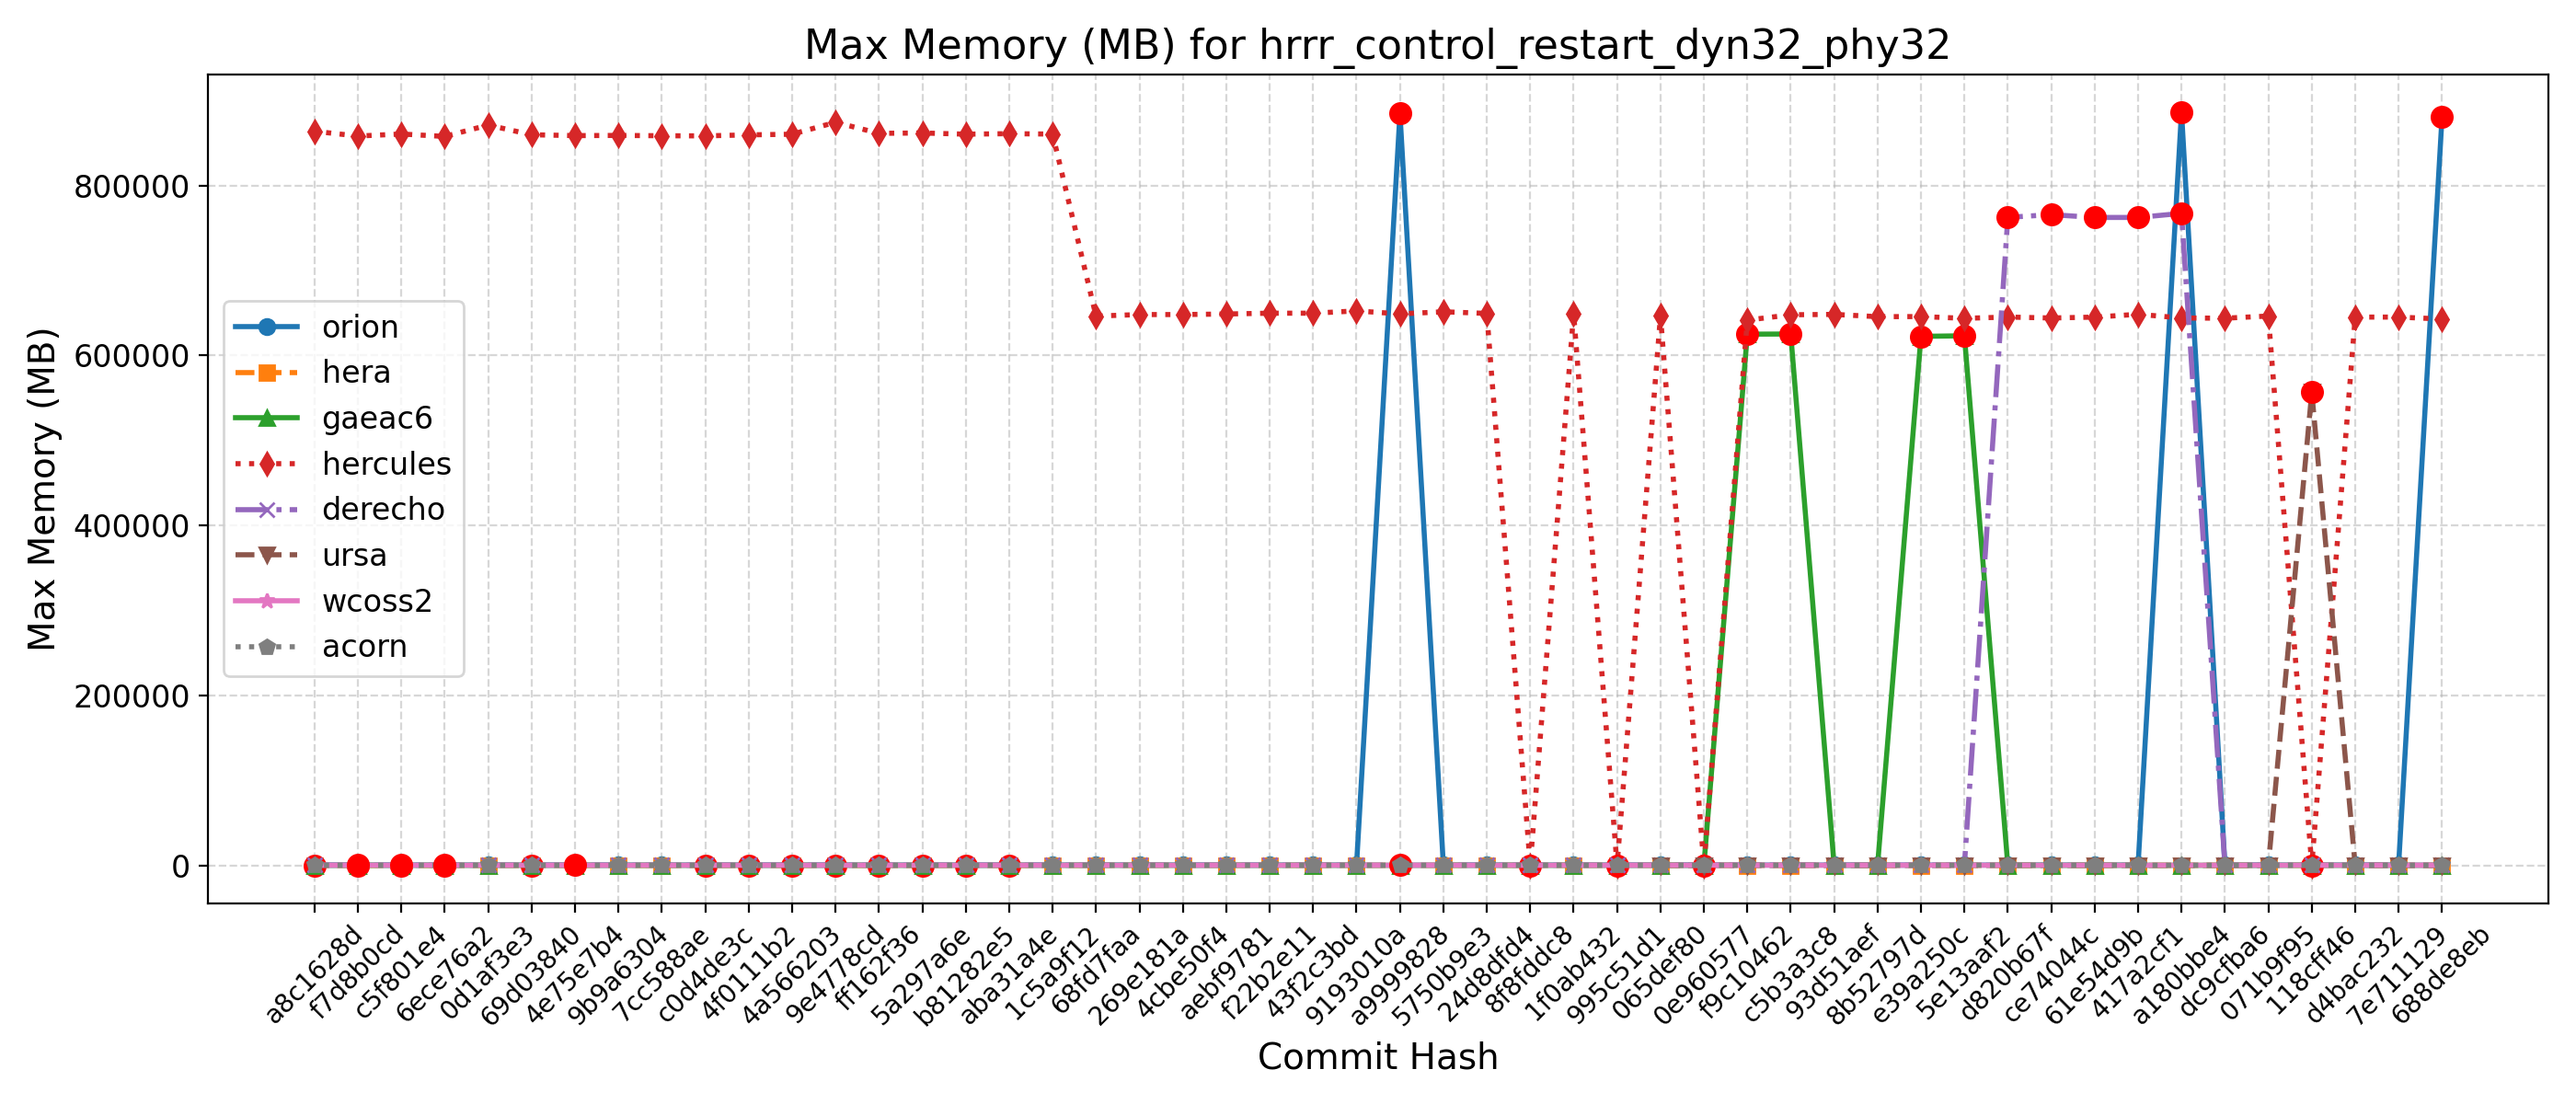 Max Memory (MB) for hrrr_control_restart_dyn32_phy32
Max Memory (MB)
800000
600000
400000
200000
0
orion
hera
gaeac6
hercules
derecho
ursa
wcoss2
acorn
a8c1628d
f7d8b0cd
c5f801e4
6ece76a2
0d1af3e3
69d03840
4e75e7b4
9b9a6304
7cc588ae
c0d4de3c
4f0111b2
4a566203
9e4778cd
ff162f36
5a297a6e
b81282e5
aba31a4e
1c5a9f12
68fd7faa
269e181a
4cbe50f4
aebf9781
f22b2e11
43f2c3bd
9193010a
a9999828
5750b9e3
24d8dfd4
8f8fddc8
1f0ab432
995c51d1
065def80
0e960577
f9c10462
c5b3a3c8
93d51aef
8b52797d
e39a250c
5e13aaf2
d820b67f
ce74044c
61e54d9b
417a2cf1
a180bbe4
dc9cfba6
071b9f95
118cff46
d4bac232
7e711129
688de8eb
Commit Hash